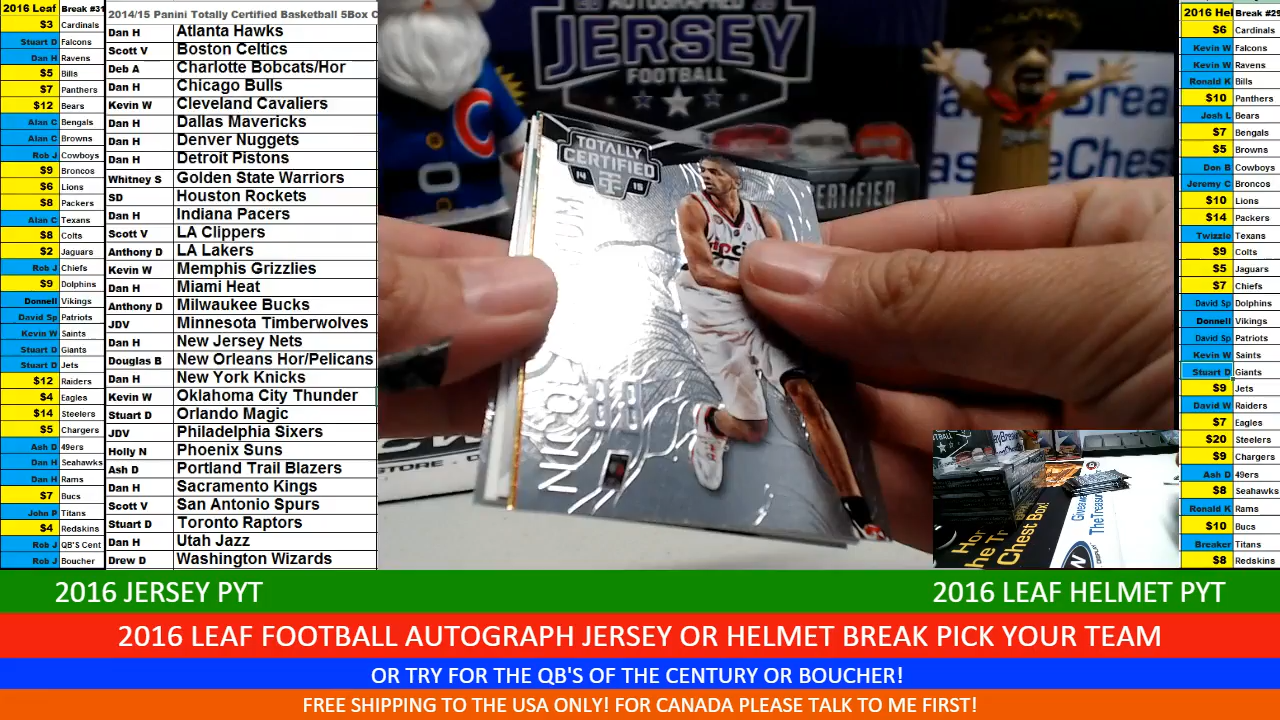 2016 Leaf Break #31
$3 Cardinals
Stuart D Falcons
Dan H Ravens
$5 Bills
$7 Panthers
$12 Bears
Alan C Bengals
Alan C Browns
Rob J Cowboys
$9 Broncos
$6 Lions
$8 Packers
Alan C Texans
$8 Colts
$2 Jaguars
Rob J Chiefs
$9 Dolphins
Donnell Vikings
David Sp Patriots
Kevin W Saints
Stuart D Giants
Stuart D Jets
$12 Raiders
$4 Eagles
$14 Steelers
$5 Chargers
Ash D 49ers
Dan H Seahawks
Dan H Rams
$7 Bucs
John P Titans
$4 Redskins
Rob J QB'S Cent
Rob J Boucher
2014/15 Panini Totally Certified Basketball 5Box C
Dan H Atlanta Hawks
Scott V Boston Celtics
Deb A Charlotte Bobcats/Hor
Dan H Chicago Bulls
Kevin W Cleveland Cavaliers
Dan H Dallas Mavericks
Dan H Denver Nuggets
Dan H Detroit Pistons
Whitney S Golden State Warriors
SD Houston Rockets
Dan H Indiana Pacers
Scott V LA Clippers
Anthony D LA Lakers
Kevin W Memphis Grizzlies
Dan H Miami Heat
Anthony D Milwaukee Bucks
JDV Minnesota Timberwolves
Dan H New Jersey Nets
Douglas B New Orleans Hor/Pelicans
Dan H New York Knicks
Kevin W Oklahoma City Thunder
Stuart D Orlando Magic
JDV Philadelphia Sixers
Holly N Phoenix Suns
Ash D Portland Trail Blazers
Dan H Sacramento Kings
Scott V San Antonio Spurs
Stuart D Toronto Raptors
Dan H Utah Jazz
Drew D Washington Wizards
AUTOGRAPHED
JERSEY
FOOTBALL
TOTALLY
CERTIFIED
14 TC 15
CERTIFIED
NICO
88
C
Brea
asureChest
STORE
Giveaw
TheTreasu
Hor
he Tr
Chest Box!
2016 Hel Break #29
$6 Cardinals
Kevin W Falcons
Kevin W Ravens
Ronald K Bills
$10 Panthers
Josh L Bears
$7 Bengals
$5 Browns
Don B Cowboys
Jeremy C Broncos
$10 Lions
$14 Packers
Twizzle Texans
$9 Colts
$5 Jaguars
$7 Chiefs
David Sp Dolphins
Donnell Vikings
David Sp Patriots
Kevin W Saints
Stuart D Giants
$9 Jets
David W Raiders
$7 Eagles
$20 Steelers
$9 Chargers
Ash D 49ers
$8 Seahawks
Ronald K Rams
$10 Bucs
Breaker Titans
$8 Redskins
2016 JERSEY PYT
2016 LEAF HELMET PYT
2016 LEAF FOOTBALL AUTOGRAPH JERSEY OR HELMET BREAK PICK YOUR TEAM
OR TRY FOR THE QB'S OF THE CENTURY OR BOUCHER!
FREE SHIPPING TO THE USA ONLY! FOR CANADA PLEASE TALK TO ME FIRST!